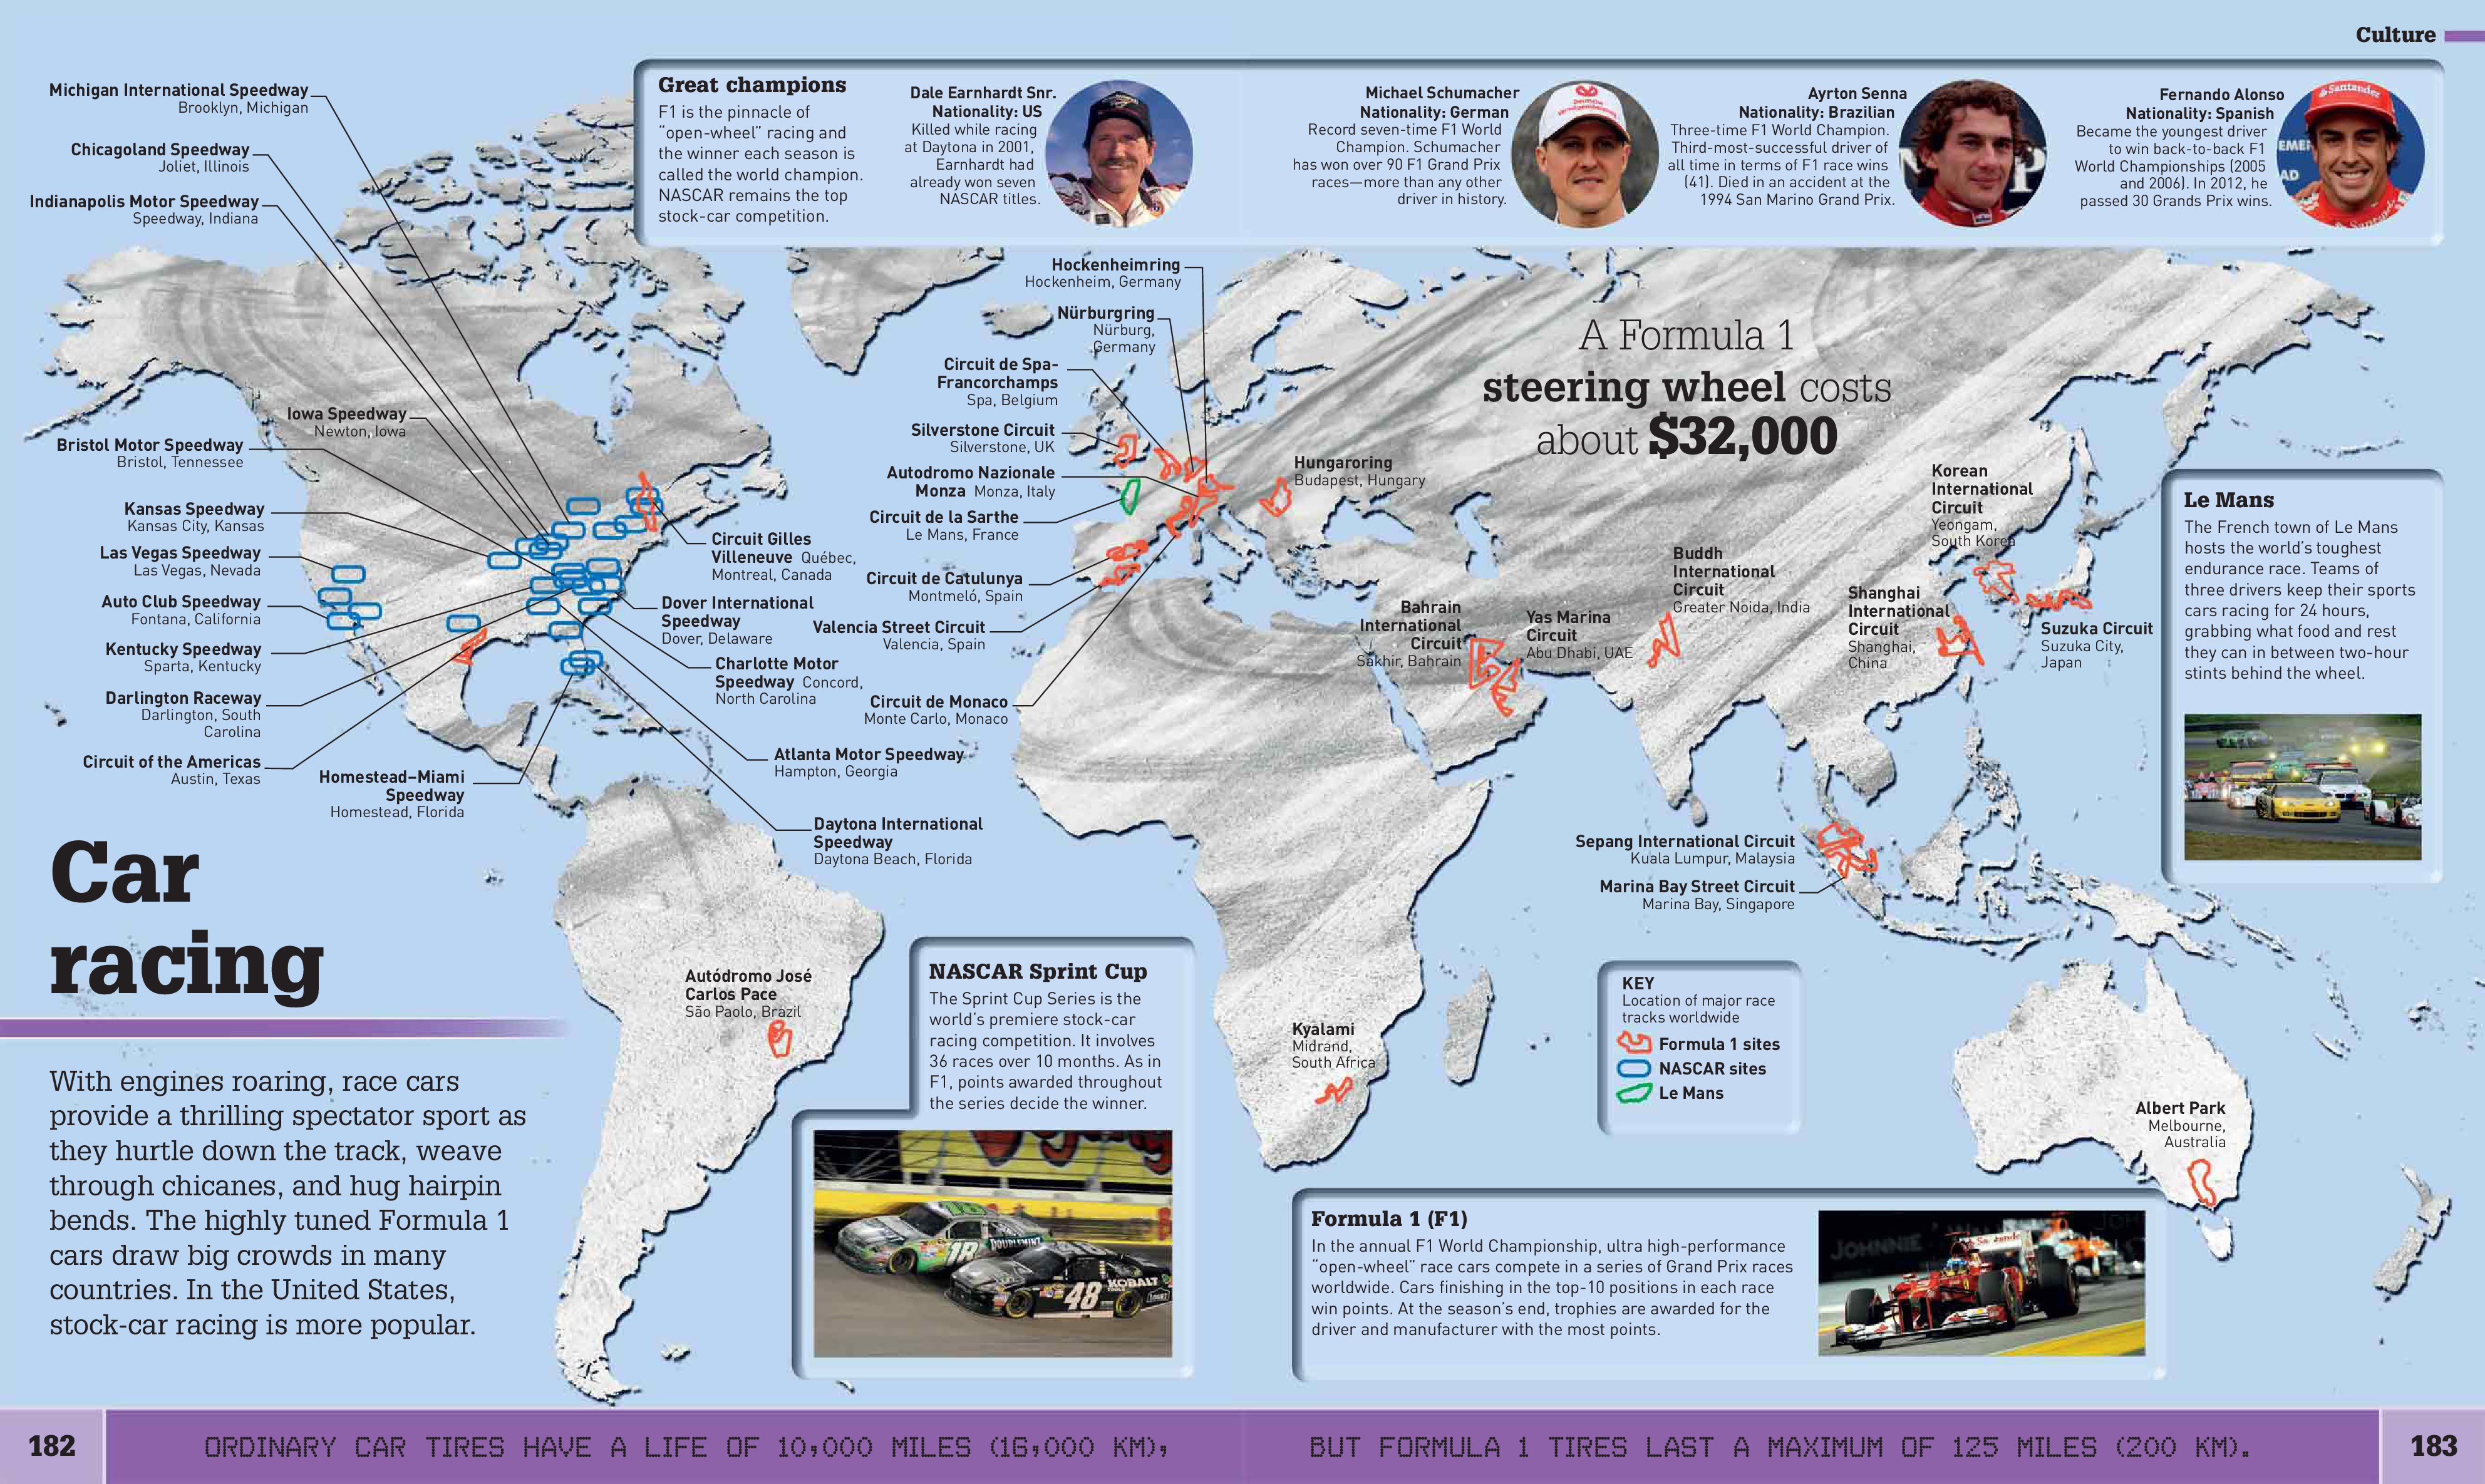 Culture
Michigan International Speedway
Brooklyn, Michigan
Chicagoland Speedway
Joliet, Illinois
Indianapolis Motor Speedway
Speedway, Indiana
Great champions
F1 is the pinnacle of
“open-wheel” racing and
the winner each season is
called the world champion.
NASCAR remains the top
stock-car competition.
Dale Earnhardt Snr.
Nationality: US
Killed while racing
at Daytona in 2001,
Earnhardt had
already won seven
NASCAR titles.
Michael Schumacher
Nationality: German
Record seven-time F1 World
Champion. Schumacher
has won over 90 F1 Grand Prix
races—more than any other
driver in history.
Ayrton Senna
Nationality: Brazilian
Three-time F1 World Champion.
Third-most-successful driver of
all time in terms of F1 race wins
(41). Died in an accident at the
1994 San Marino Grand Prix.
Fernando Alonso
Nationality: Spanish
Became the youngest driver
to win back-to-back F1
World Championships (2005
and 2006). In 2012, he
passed 30 Grands Prix wins.
Santander
Iowa Speedway
Newton, Iowa
Bristol Motor Speedway
Bristol, Tennessee
Kansas Speedway
Kansas City, Kansas
Las Vegas Speedway
Las Vegas, Nevada
Auto Club Speedway
Fontana, California
Kentucky Speedway
Sparta, Kentucky
Darlington Raceway
Darlington, South
Carolina
Circuit of the Americas
Austin, Texas
Homestead–Miami
Speedway
Homestead, Florida
Circuit Gilles
Villeneuve Québec,
Montreal, Canada
Dover International
Speedway
Dover, Delaware
Charlotte Motor
Speedway Concord,
North Carolina
Atlanta Motor Speedway
Hampton, Georgia
Daytona International
Speedway
Daytona Beach, Florida
Hockenheimring
Hockenheim, Germany
Nürburgring
Nürburg,
Germany
Circuit de Spa-
Francorchamps
Spa, Belgium
Silverstone Circuit
Silverstone, UK
Autodromo Nazionale
Monza Monza, Italy
Circuit de la Sarthe
Le Mans, France
Circuit de Catulunya
Montmeló, Spain
Valencia Street Circuit
Valencia, Spain
Circuit de Monaco
Monte Carlo, Monaco
Hungaroring
Budapest, Hungary
A Formula 1
steering wheel costs
about $32,000
Bahrain
International
Circuit
Sakhir, Bahrain
Yas Marina
Circuit
Abu Dhabi, UAE
Buddh
International
Circuit
Greater Noida, India
Shanghai
International
Circuit
Shanghai,
China
Korean
International
Circuit
Yeongam,
South Korea
Suzuka Circuit
Suzuka City,
Japan
Le Mans
The French town of Le Mans
hosts the world’s toughest
endurance race. Teams of
three drivers keep their sports
cars racing for 24 hours,
grabbing what food and rest
they can in between two-hour
stints behind the wheel.
Sepang International Circuit
Kuala Lumpur, Malaysia
Marina Bay Street Circuit
Marina Bay, Singapore
Car
racing
With engines roaring, race cars
provide a thrilling spectator sport as
they hurtle down the track, weave
through chicanes, and hug hairpin
bends. The highly tuned Formula 1
cars draw big crowds in many
countries. In the United States,
stock-car racing is more popular.
Autódromo José
Carlos Pace
São Paolo, Brazil
NASCAR Sprint Cup
The Sprint Cup Series is the
world’s premiere stock-car
racing competition. It involves
36 races over 10 months. As in
F1, points awarded throughout
the series decide the winner.
18
DOUBLEMINT
48
KOBALT
Kyalami
Midrand,
South Africa
KEY
Location of major race
tracks worldwide
Formula 1 sites
NASCAR sites
Le Mans
Albert Park
Melbourne,
Australia
Formula 1 (F1)
In the annual F1 World Championship, ultra high-performance
“open-wheel” race cars compete in a series of Grand Prix races
worldwide. Cars finishing in the top-10 positions in each race
win points. At the season’s end, trophies are awarded for the
driver and manufacturer with the most points.
JOHNNIE
182
ORDINARY CAR TIRES HAVE A LIFE OF 10,000 MILES (16,000 KM),
BUT FORMULA 1 TIRES LAST A MAXIMUM OF 125 MILES (200 KM).
183